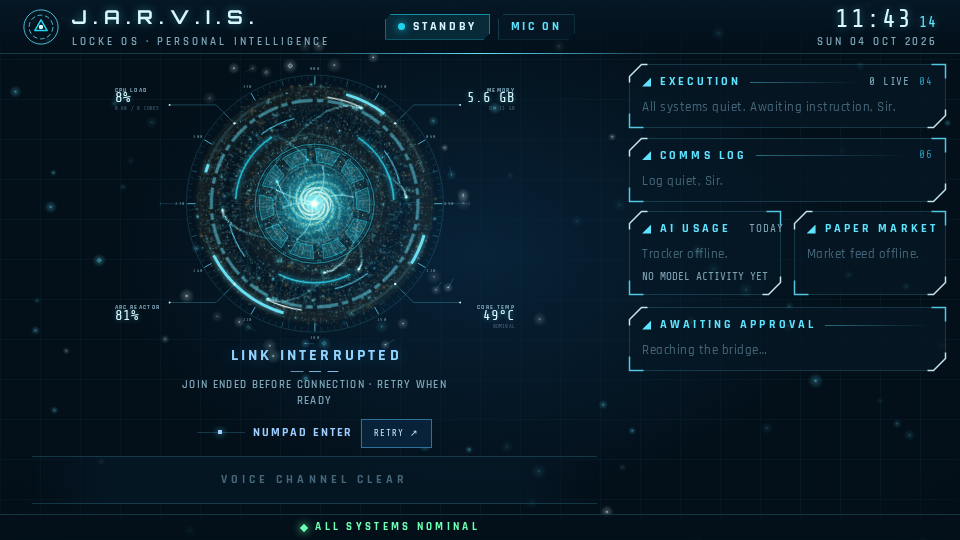 J.A.R.V.I.S.
LOCKE OS · PERSONAL INTELLIGENCE
STANDBY
MIC ON
11:43 14
SUN 04 OCT 2026
CPU LOAD
8%
MEMORY
5.6 GB
ARC REACTOR
81%
CORE TEMP
49°C
NOMINAL
LINK INTERRUPTED
JOIN ENDED BEFORE CONNECTION · RETRY WHEN
READY
NUMPAD ENTER
RETRY ↗
VOICE CHANNEL CLEAR
EXECUTION
0 LIVE 04
All systems quiet. Awaiting instruction, Sir.
COMMS LOG
06
Log quiet, Sir.
AI USAGE
TODAY
Tracker offline.
NO MODEL ACTIVITY YET
PAPER MARKET
Market feed offline.
AWAITING APPROVAL
Reaching the bridge…
ALL SYSTEMS NOMINAL